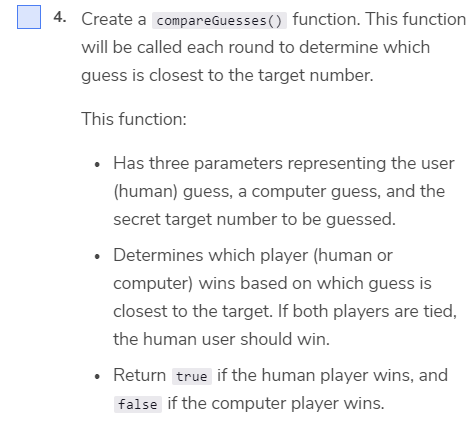 4. Create a compareGuesses() function. This function
will be called each round to determine which
guess is closest to the target number.
This function:
• Has three parameters representing the user
(human) guess, a computer guess, and the
secret target number to be guessed.
• Determines which player (human or
computer) wins based on which guess is
closest to the target. If both players are tied,
the human user should win.
• Return true if the human player wins, and
false if the computer player wins.